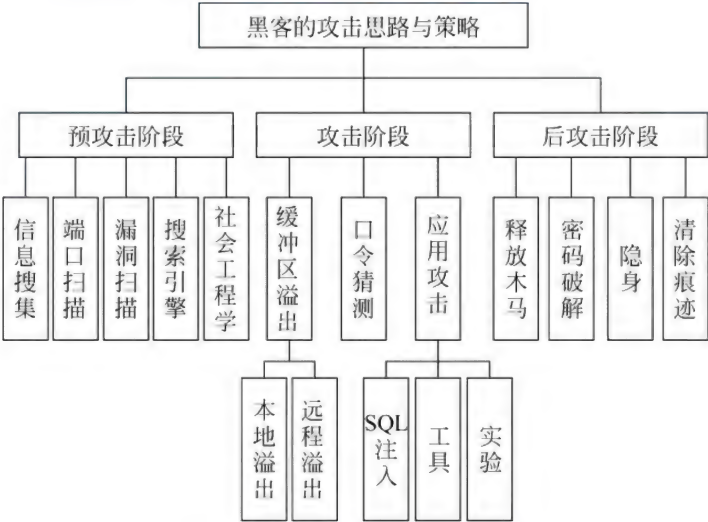 黑客的攻击思路与策略
预攻击阶段
攻击阶段
后攻击阶段
信息搜集
端口扫描
漏洞扫描
搜索引擎
社会工程学
缓冲区溢出
口令猜测
应用攻击
释放木马
密码破解
隐身
清除痕迹
本地溢出
远程溢出
SQL注入
工具
实验